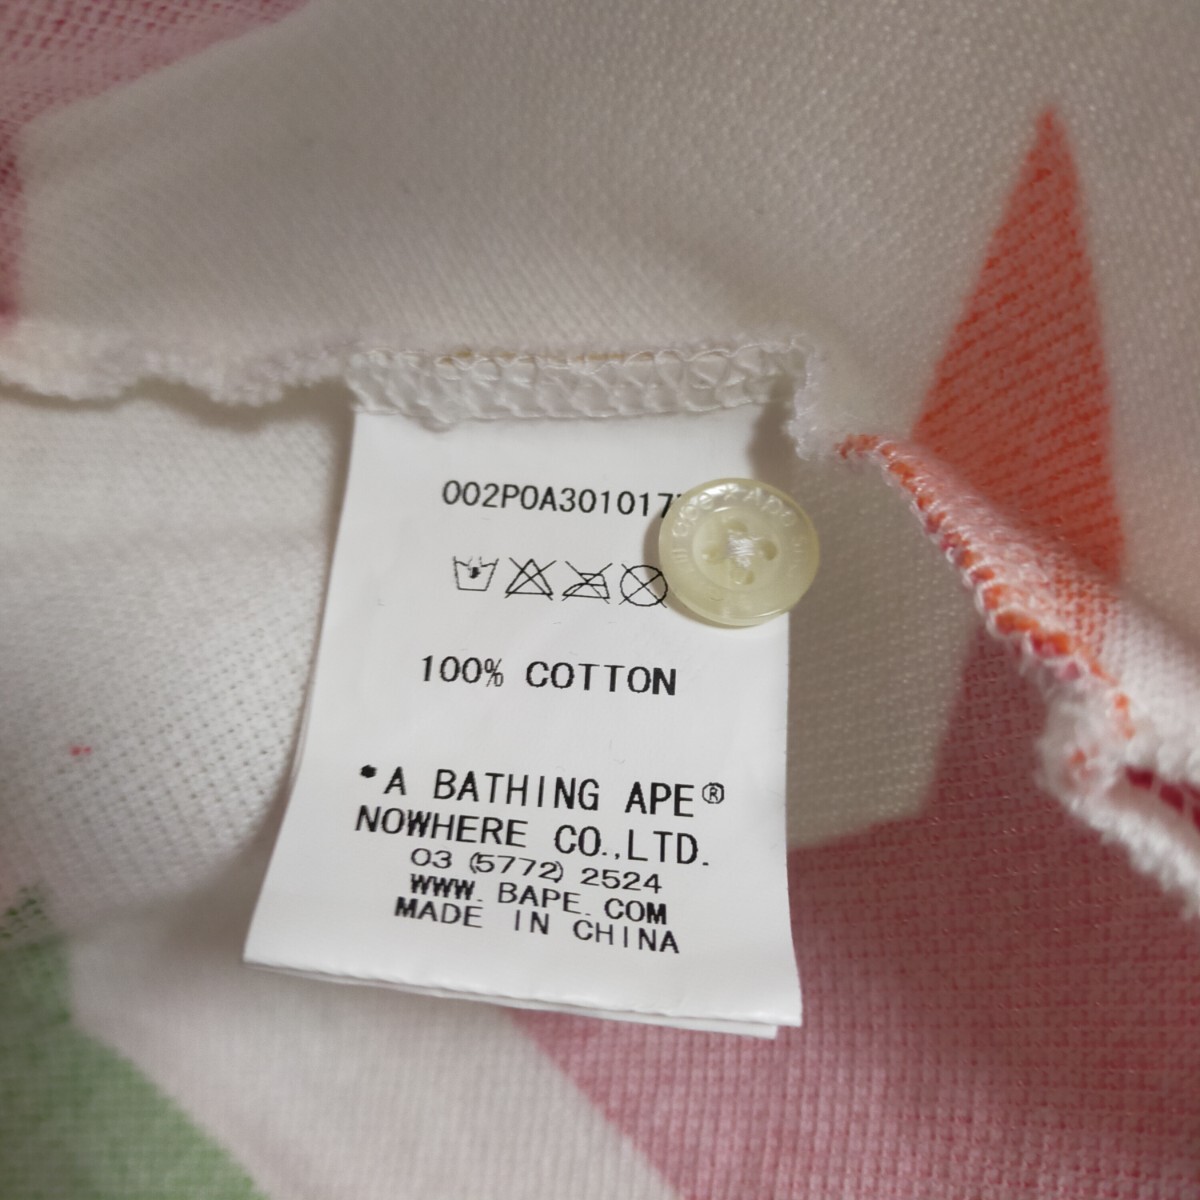 002P0A301017
100% COTTON
*A BATHING APE®
NOWHERE CO.,LTD.
03 (5772) 2524
WWW. BAPE. COM
MADE IN CHINA